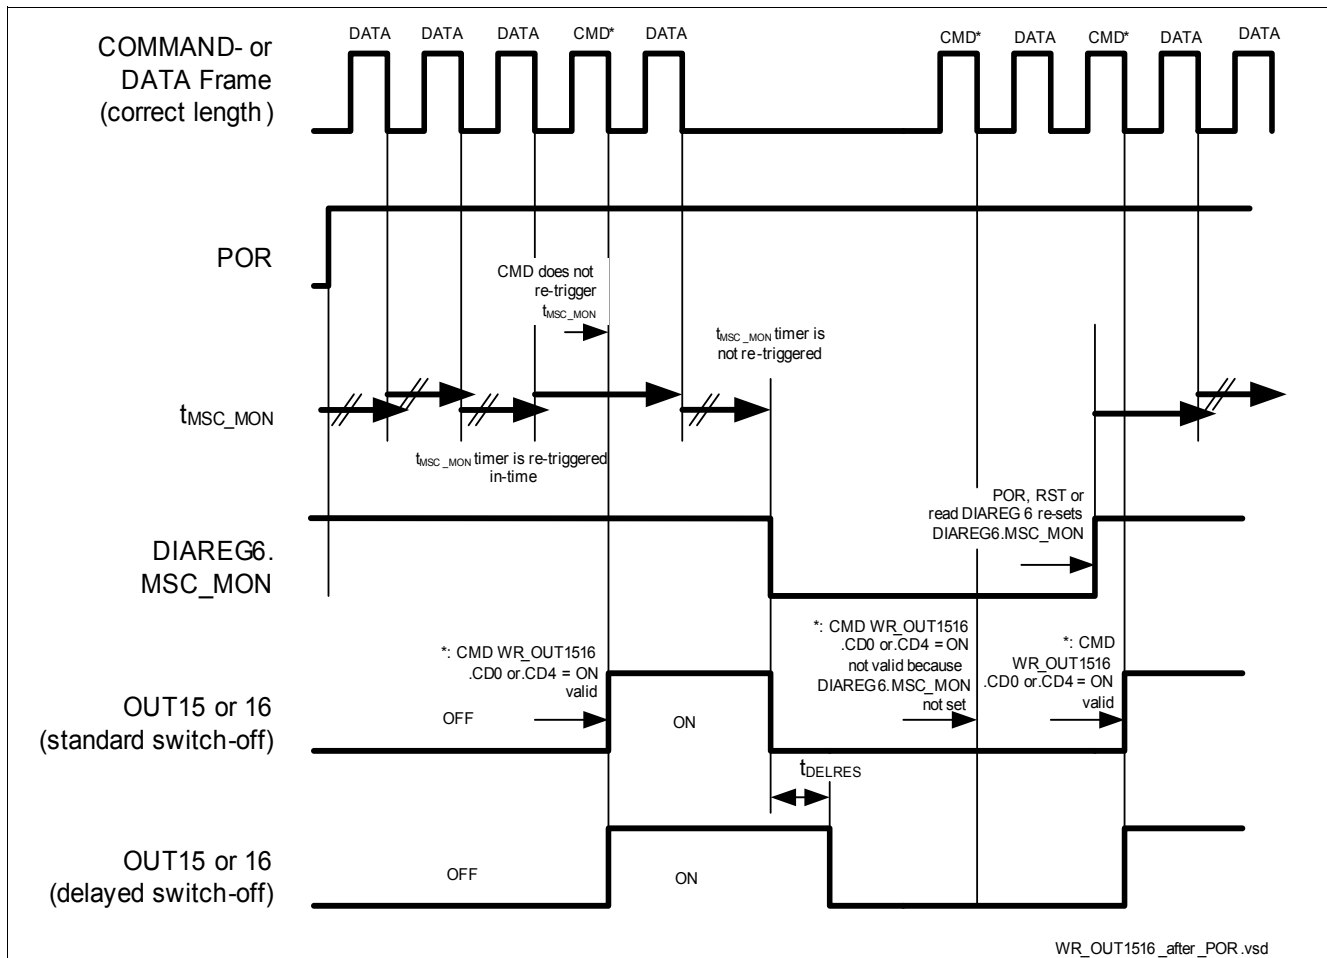 DATA DATA DATA CMD* DATA CMD* DATA CMD* DATA DATA
COMMAND- or
DATA Frame
(correct length)
POR
CMD does not
re-trigger
tMSC_MON
tMSC_MON timer is
not re-triggered
tMSC_MON
tMSC_MON timer is re-triggered
in-time
POR, RST or
read DIAREG 6 re-sets
DIAREG6.MSC_MON
DIAREG6.
MSC_MON
*: CMD WR_OUT1516
.CD0 or.CD4 = ON
valid
*: CMD WR_OUT1516
.CD0 or.CD4 = ON
not valid because
DIAREG6.MSC_MON
not set
*: CMD
WR_OUT1516
.CD0 or.CD4 = ON
valid
OUT15 or 16
(standard switch-off)
OFF
ON
tDELRES
OUT15 or 16
(delayed switch-off)
OFF
ON
WR_OUT1516_after_POR.vsd